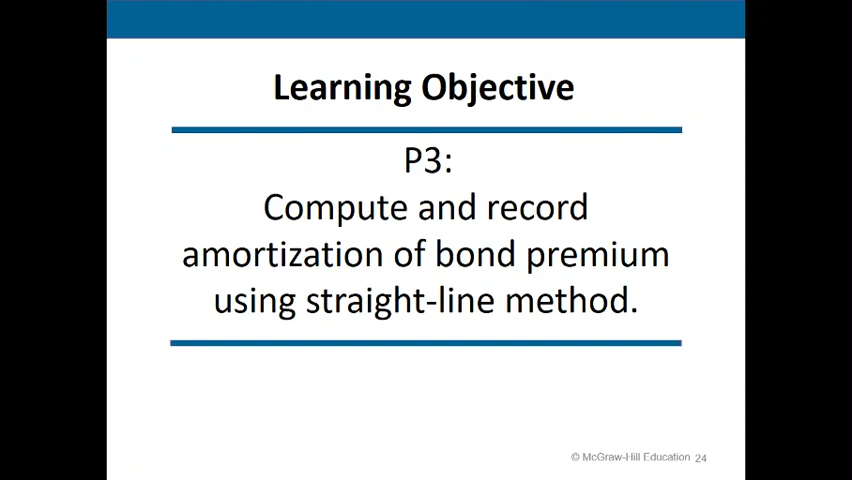 Learning Objective
P3:
Compute and record
amortization of bond premium
using straight-line method.
© McGraw-Hill Education 24